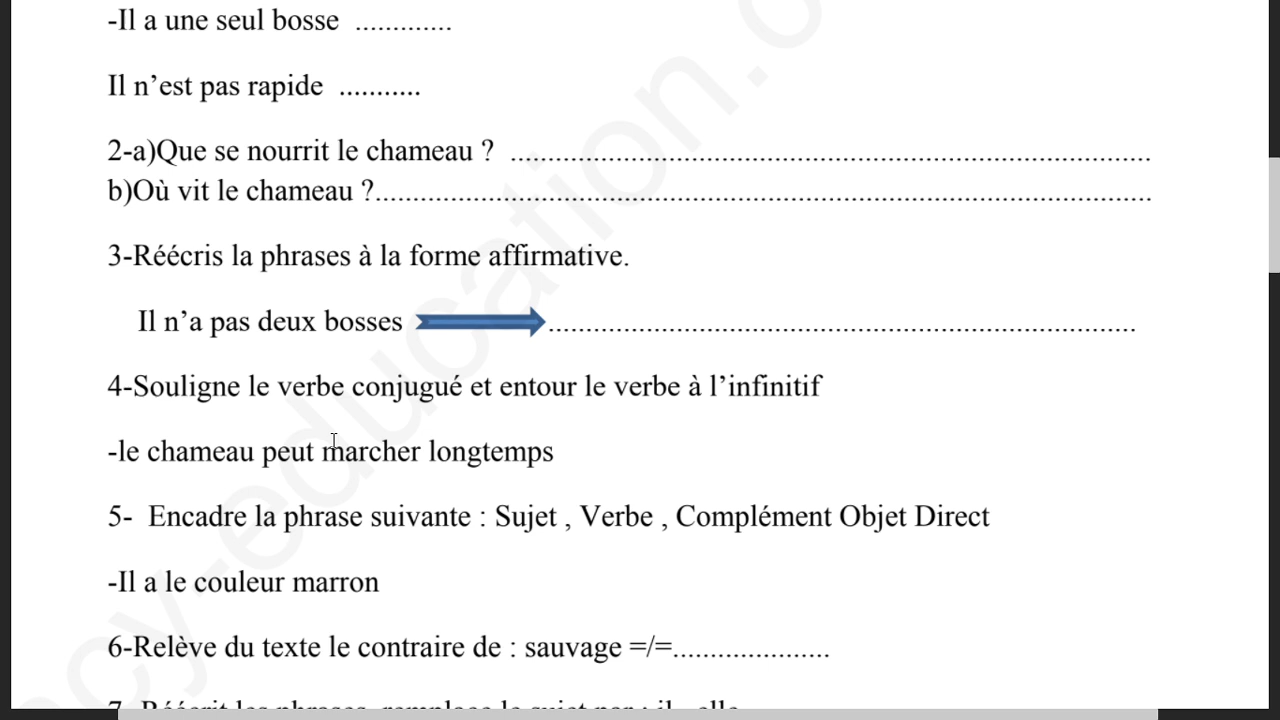 -Il a une seul bosse .............
Il n’est pas rapide ...........
2-a)Que se nourrit le chameau ? ......................................................................................
b)Où vit le chameau ?........................................................................................................
3-Réécris la phrases à la forme affirmative.
Il n’a pas deux bosses ...............................................................................
4-Souligne le verbe conjugué et entour le verbe à l’infinitif
-le chameau peut marcher longtemps
5- Encadre la phrase suivante : Sujet , Verbe , Complément Objet Direct
-Il a le couleur marron
6-Relève du texte le contraire de : sauvage =/=.....................